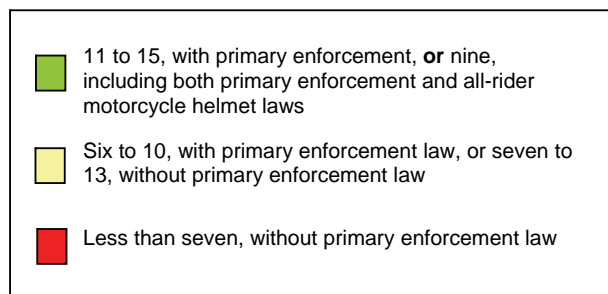 11 to 15, with primary enforcement, or nine,
including both primary enforcement and all-rider
motorcycle helmet laws
Six to 10, with primary enforcement law, or seven to
13, without primary enforcement law
Less than seven, without primary enforcement law